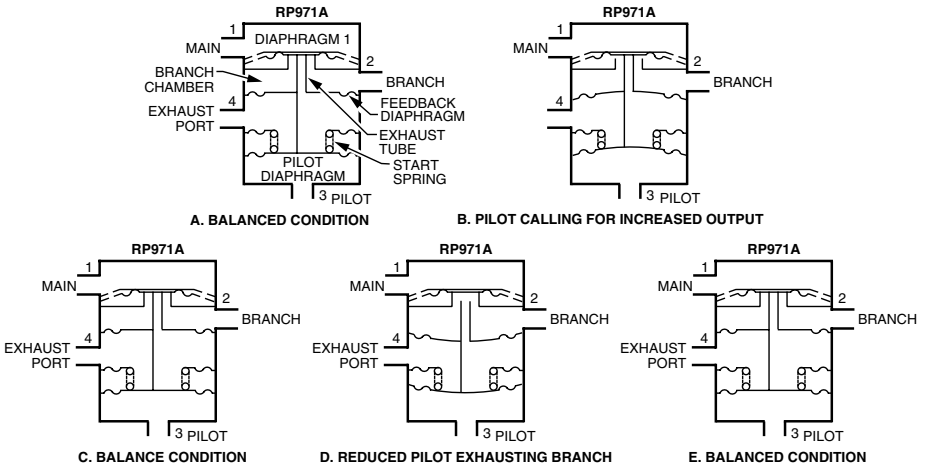 RP971A
1
MAIN
DIAPHRAGM 1
2
BRANCH
CHAMBER
BRANCH
4
EXHAUST
PORT
FEEDBACK
DIAPHRAGM
EXHAUST
TUBE
PILOT
DIAPHRAGM
START
SPRING
3 PILOT
A. BALANCED CONDITION
RP971A
1
MAIN
2
BRANCH
4
EXHAUST
PORT
3 PILOT
B. PILOT CALLING FOR INCREASED OUTPUT
RP971A
1
MAIN
2
BRANCH
4
EXHAUST
PORT
3 PILOT
C. BALANCE CONDITION
RP971A
1
MAIN
2
BRANCH
4
EXHAUST
PORT
3 PILOT
D. REDUCED PILOT EXHAUSTING BRANCH
RP971A
1
MAIN
2
BRANCH
4
EXHAUST
PORT
3 PILOT
E. BALANCED CONDITION